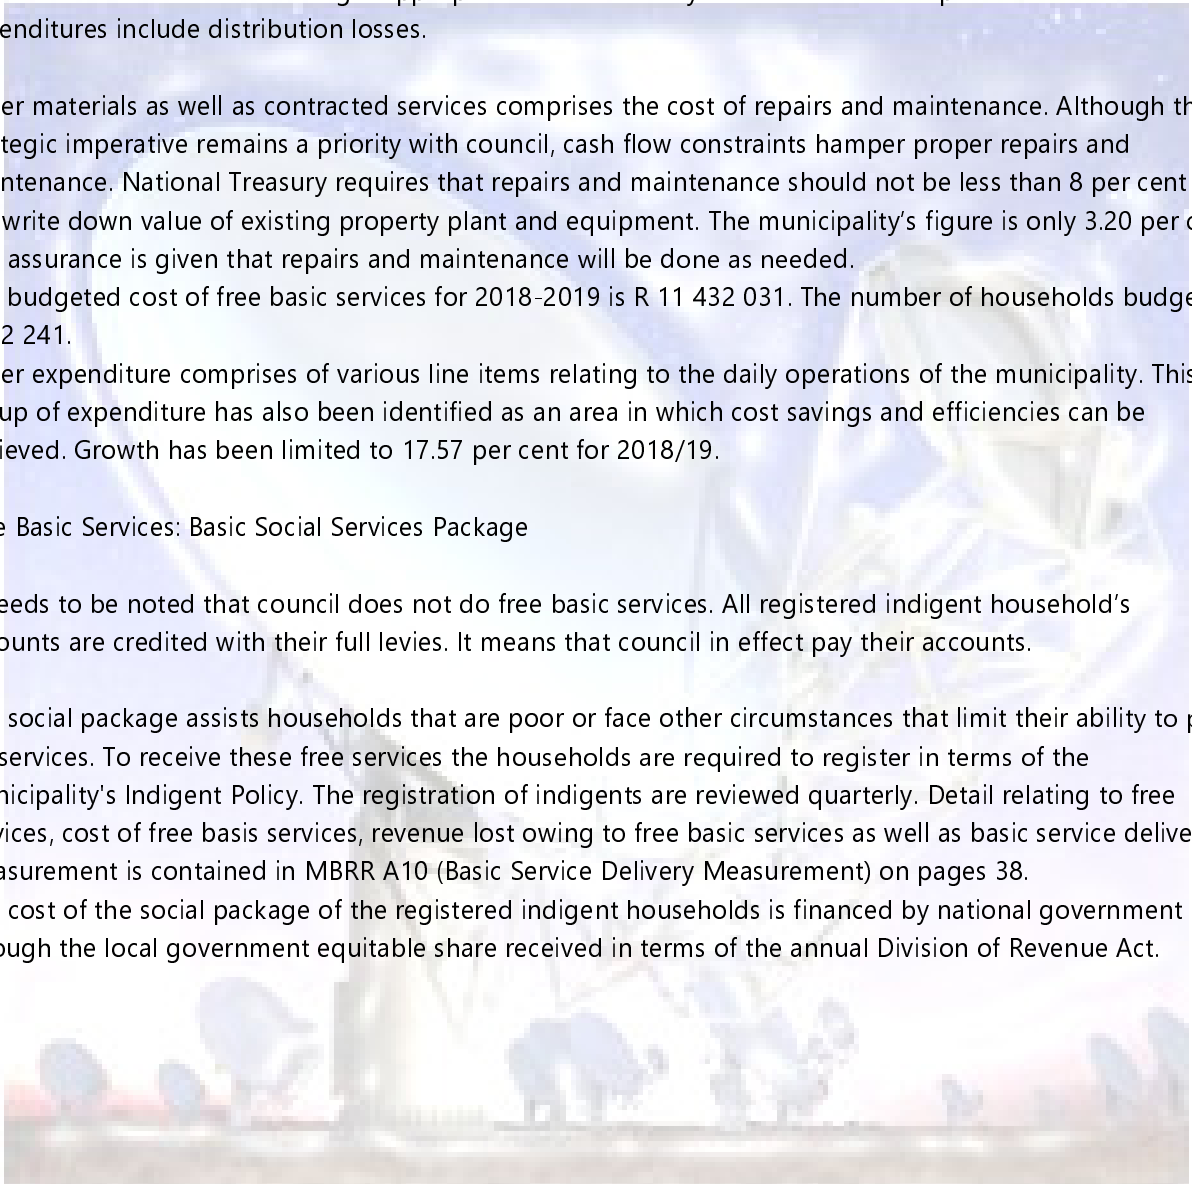 enditures include distribution losses.
er materials as well as contracted services comprises the cost of repairs and maintenance. Although th
tegic imperative remains a priority with council, cash flow constraints hamper proper repairs and
ntenance. National Treasury requires that repairs and maintenance should not be less than 8 per cent
write down value of existing property plant and equipment. The municipality’s figure is only 3.20 per c
assurance is given that repairs and maintenance will be done as needed.
budgeted cost of free basic services for 2018-2019 is R 11 432 031. The number of households budge
2 241.
er expenditure comprises of various line items relating to the daily operations of the municipality. This
up of expenditure has also been identified as an area in which cost savings and efficiencies can be
ieved. Growth has been limited to 17.57 per cent for 2018/19.
e Basic Services: Basic Social Services Package
eeds to be noted that council does not do free basic services. All registered indigent household’s
ounts are credited with their full levies. It means that council in effect pay their accounts.
social package assists households that are poor or face other circumstances that limit their ability to p
services. To receive these free services the households are required to register in terms of the
nicipality's Indigent Policy. The registration of indigents are reviewed quarterly. Detail relating to free
vices, cost of free basis services, revenue lost owing to free basic services as well as basic service delive
asurement is contained in MBRR A10 (Basic Service Delivery Measurement) on pages 38.
cost of the social package of the registered indigent households is financed by national government
ough the local government equitable share received in terms of the annual Division of Revenue Act.